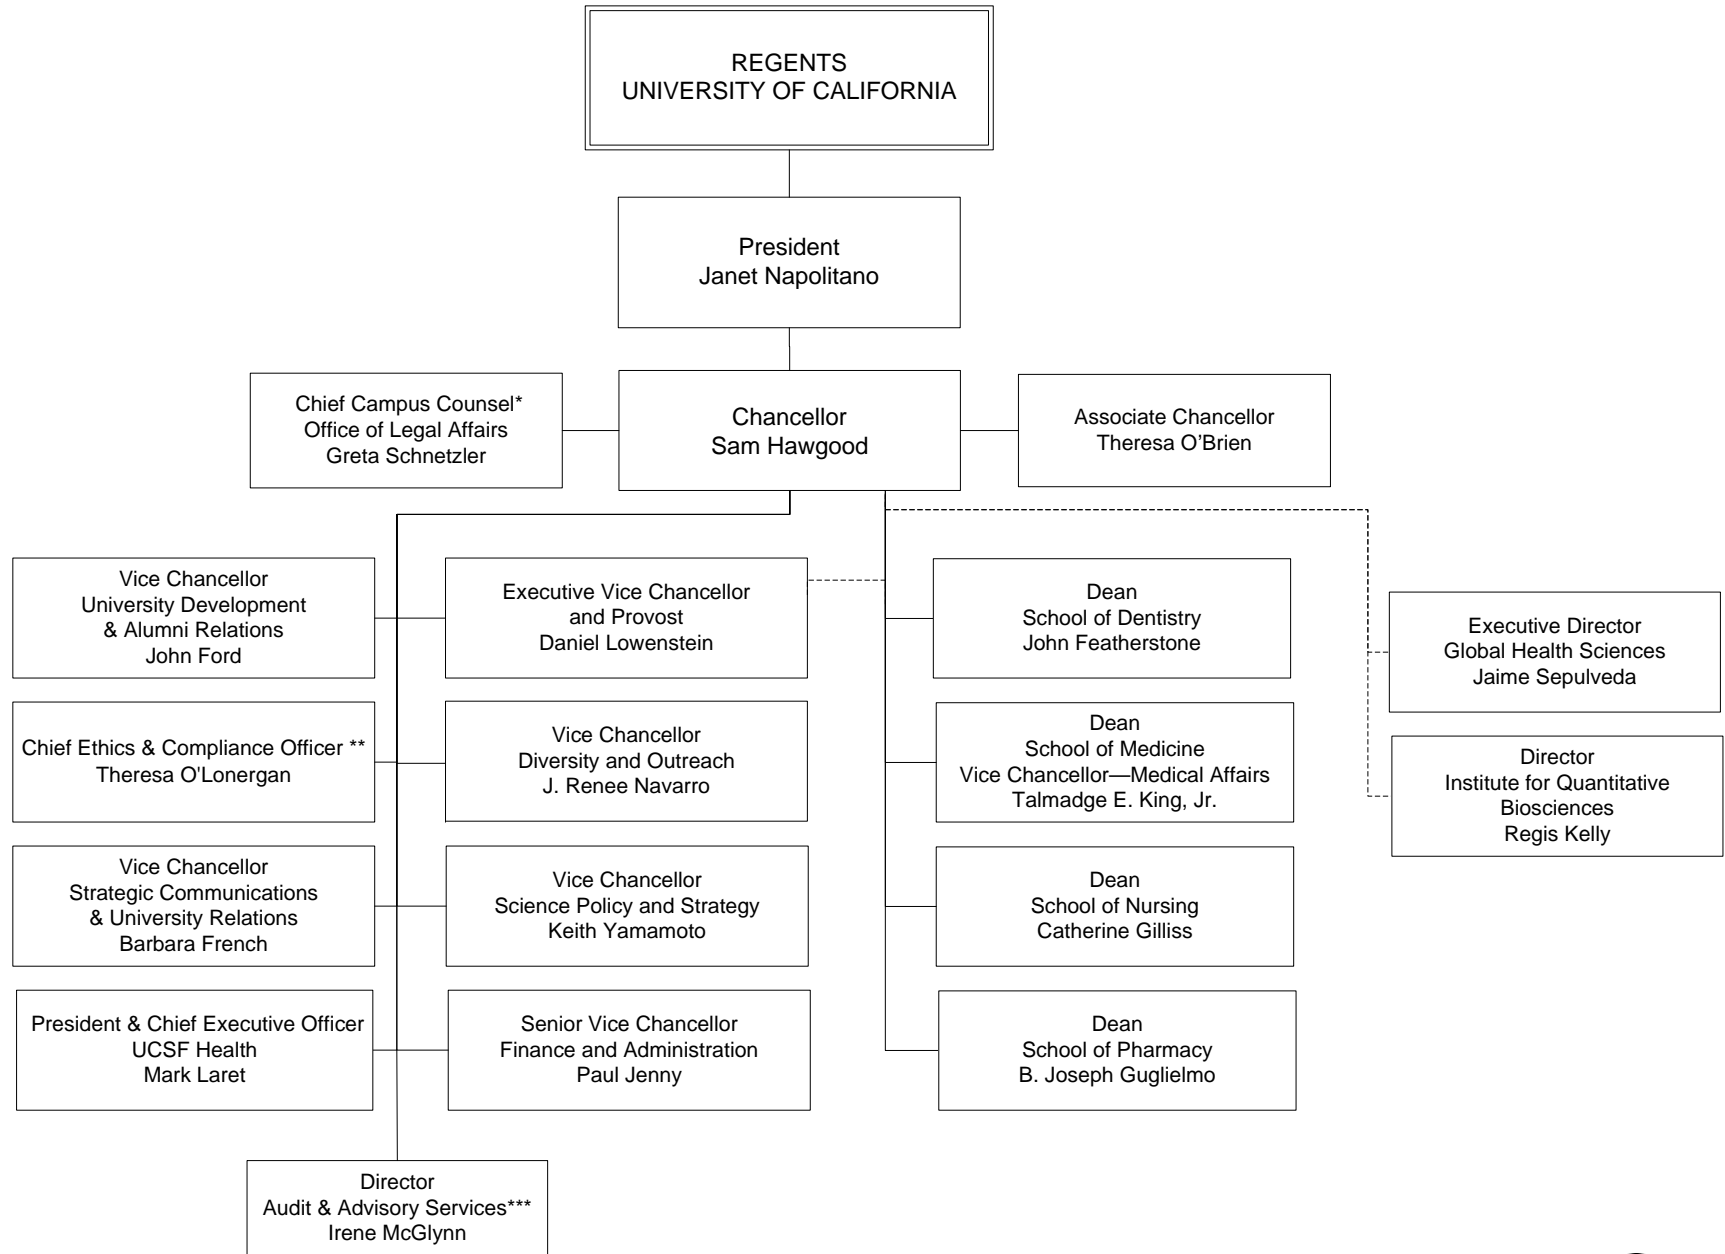 REGENTS
UNIVERSITY OF CALIFORNIA
President
Janet Napolitano
Chief Campus Counsel*
Office of Legal Affairs
Greta Schnetzler
Chancellor
Sam Hawgood
Associate Chancellor
Theresa O’Brien
Vice Chancellor
University Development
& Alumni Relations
John Ford
Executive Vice Chancellor
and Provost
Daniel Lowenstein
Dean
School of Dentistry
John Featherstone
Executive Director
Global Health Sciences
Jaime Sepulveda
Chief Ethics & Compliance Officer **
Theresa O'Lonergan
Vice Chancellor
Diversity and Outreach
J. Renee Navarro
Dean
School of Medicine
Vice Chancellor—Medical Affairs
Talmadge E. King, Jr.
Director
Institute for Quantitative
Biosciences
Regis Kelly
Vice Chancellor
Strategic Communications
& University Relations
Barbara French
Vice Chancellor
Science Policy and Strategy
Keith Yamamoto
Dean
School of Nursing
Catherine Gilliss
President & Chief Executive Officer
UCSF Health
Mark Laret
Senior Vice Chancellor
Finance and Administration
Paul Jenny
Dean
School of Pharmacy
B. Joseph Guglielmo
Director
Audit & Advisory Services***
Irene McGlynn